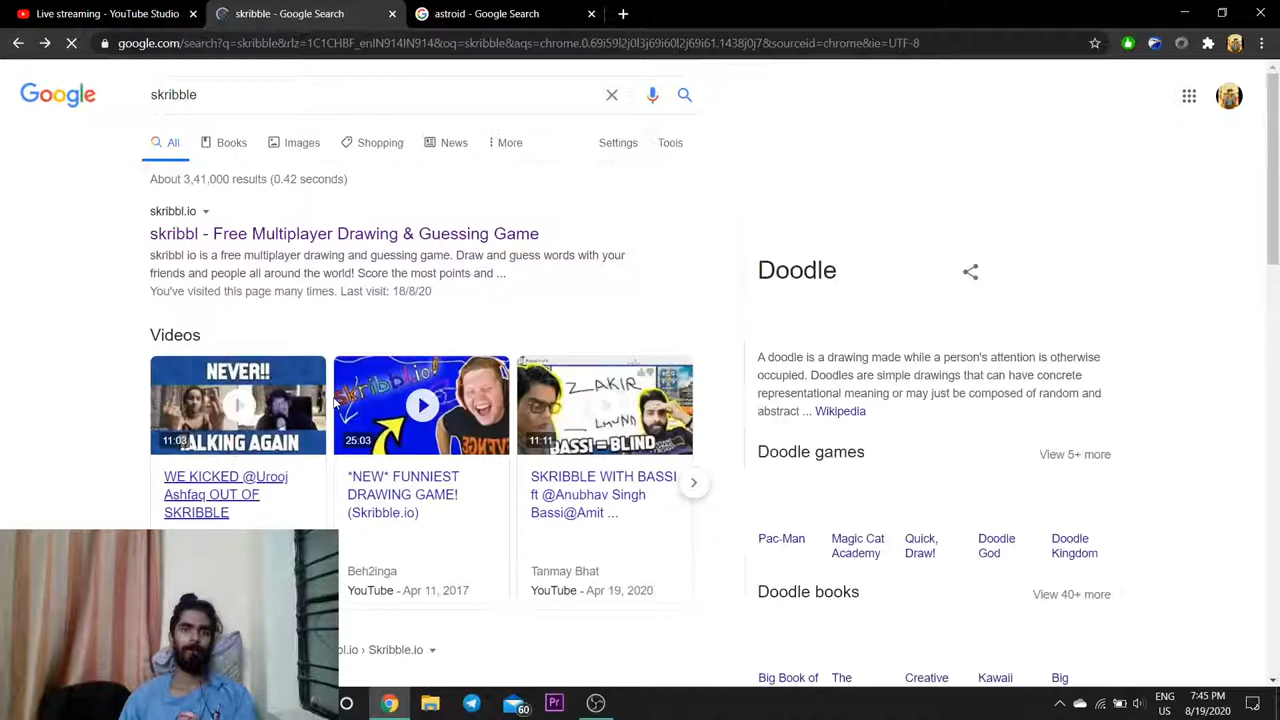 Live streaming - YouTube Studio
skribble - Google Search
astroid - Google Search
google.com/search?q=skribble&rlz=1C1CHBF_enIN914IN914&oq=skribble&aqs=chrome.0.69i59l2j0l3j69i60l2j69i61.1438j0j7&sourceid=chrome&ie=UTF-8
Google
skribble
All
Books
Images
Shopping
News
More
Settings
Tools
About 3,41,000 results (0.42 seconds)
skribbl.io
skribbl - Free Multiplayer Drawing & Guessing Game
skribbl io is a free multiplayer drawing and guessing game. Draw and guess words with your
friends and people all around the world! Score the most points and ...
You've visited this page many times. Last visit: 18/8/20
Videos
NEVER!!
11:03
ALKING AGAIN
skribbl.io!
25:03
REVENGE
ZAKIR
11:11
BASSI = BLIND
WE KICKED @Urooj
Ashfaq OUT OF
SKRIBBLE
*NEW* FUNNIEST
DRAWING GAME!
(Skribble.io)
Beh2inga
YouTube - Apr 11, 2017
SKRIBBLE WITH BASSI
ft @Anubhav Singh
Bassi@Amit ...
Tanmay Bhat
YouTube - Apr 19, 2020
bl.io › Skribble.io
Doodle
A doodle is a drawing made while a person's attention is otherwise
occupied. Doodles are simple drawings that can have concrete
representational meaning or may just be composed of random and
abstract ... Wikipedia
Doodle games
View 5+ more
Pac-Man
Magic Cat
Academy
Quick,
Draw!
Doodle
God
Doodle
Kingdom
Doodle books
View 40+ more
Big Book of
The
Creative
Kawaii
Big
60
Pr
ENG
US
7:45 PM
8/19/2020